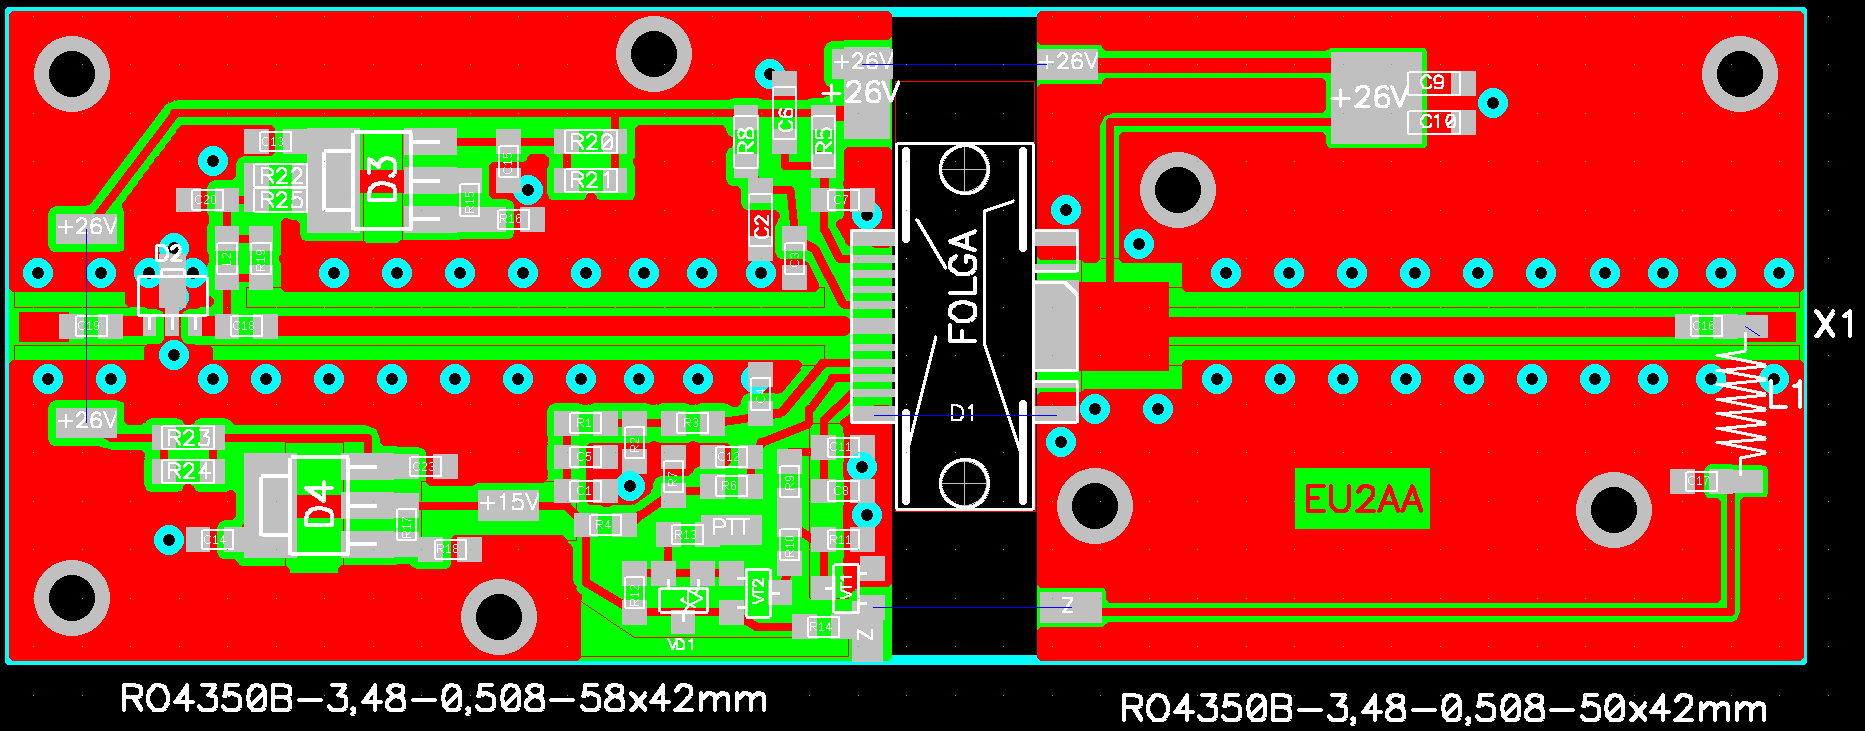 +26V
+26V
+26V
+26V
C9
C10
C6
R8
R5
C13
R20
D3
C15
R22
R21
R25
C20
R15
C7
R16
+26V
C2
D2
L2
R19
C3
FOLGA
C19
C18
C16
X1
L1
+26V
D1
R1
R3
R23
R2
C11
C5
C12
R24
C23
R7
R9
C17
C1
R6
C8
D4
+15V
EU2AA
R4
PTT
R17
R13
C14
R11
R10
R18
VT2
VT1
R12
Z
R14
Z
VD1
RO4350B-3,48-0,508-58x42mm
RO4350B-3,48-0,508-50x42mm